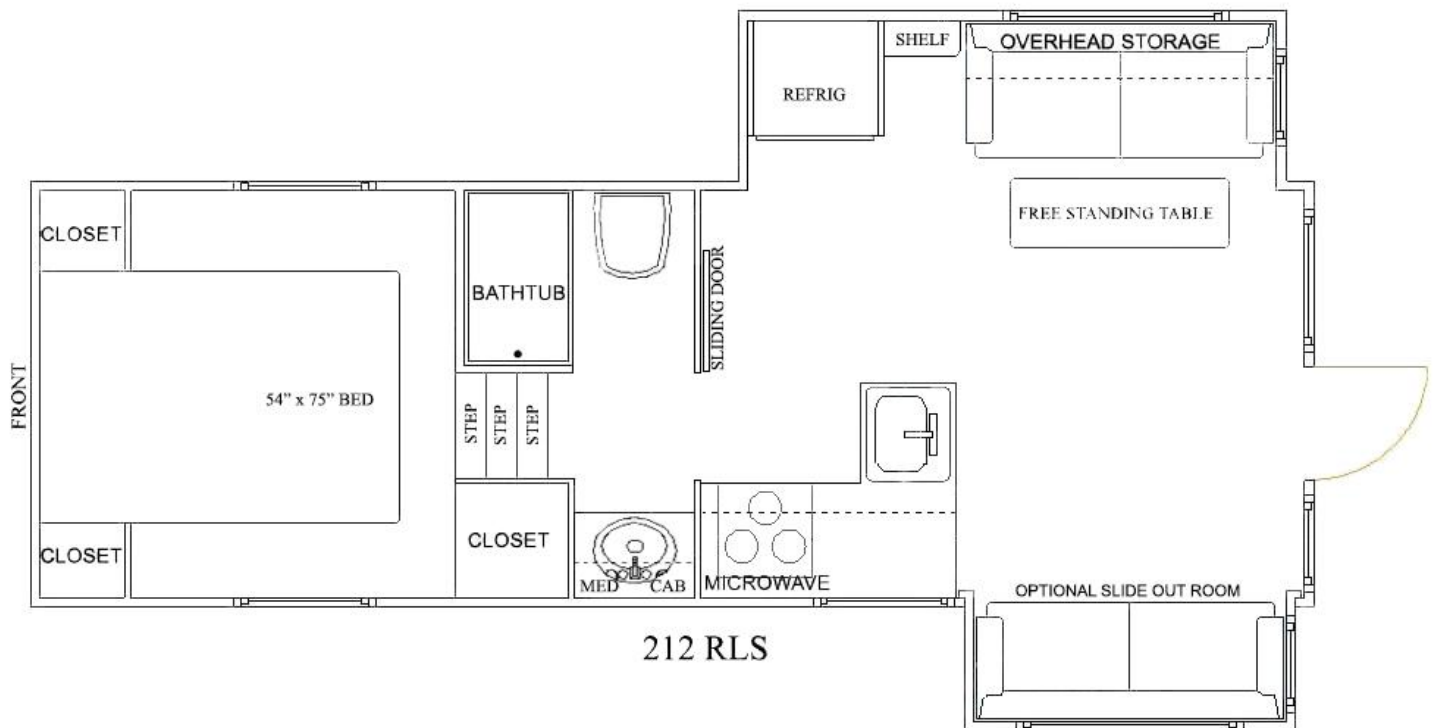 SHELF
OVERHEAD STORAGE
REFRIG
FREE STANDING TABLE
CLOSET
BATHTUB
SLIDING DOOR
FRONT
54” x 75” BED
STEP
STEP
STEP
CLOSET
CLOSET
MED CAB
MICROWAVE
OPTIONAL SLIDE OUT ROOM
212 RLS